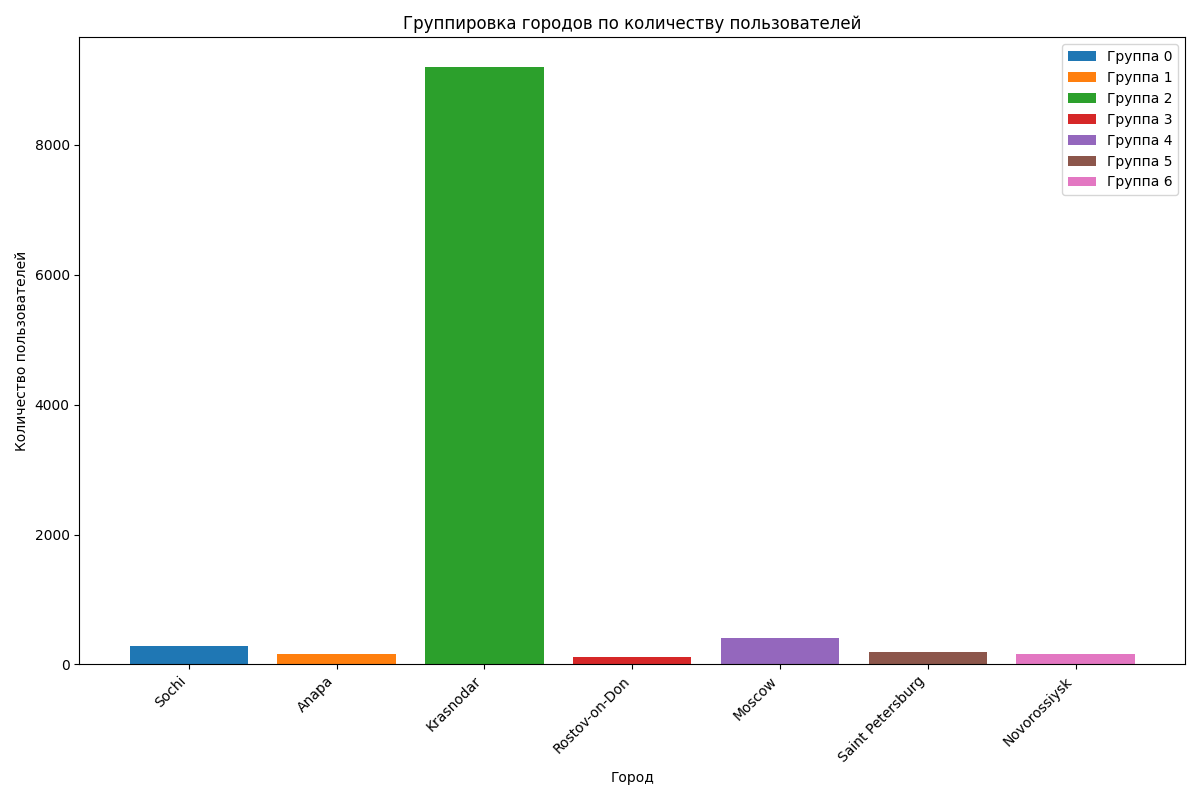 Группировка городов по количеству пользователей
Группа 0
Группа 1
Группа 2
Группа 3
Группа 4
Группа 5
Группа 6
Количество пользователей
8000
6000
4000
2000
0
Sochi
Anapa
Krasnodar
Rostov-on-Don
Moscow
Saint Petersburg
Novorossiysk
Город